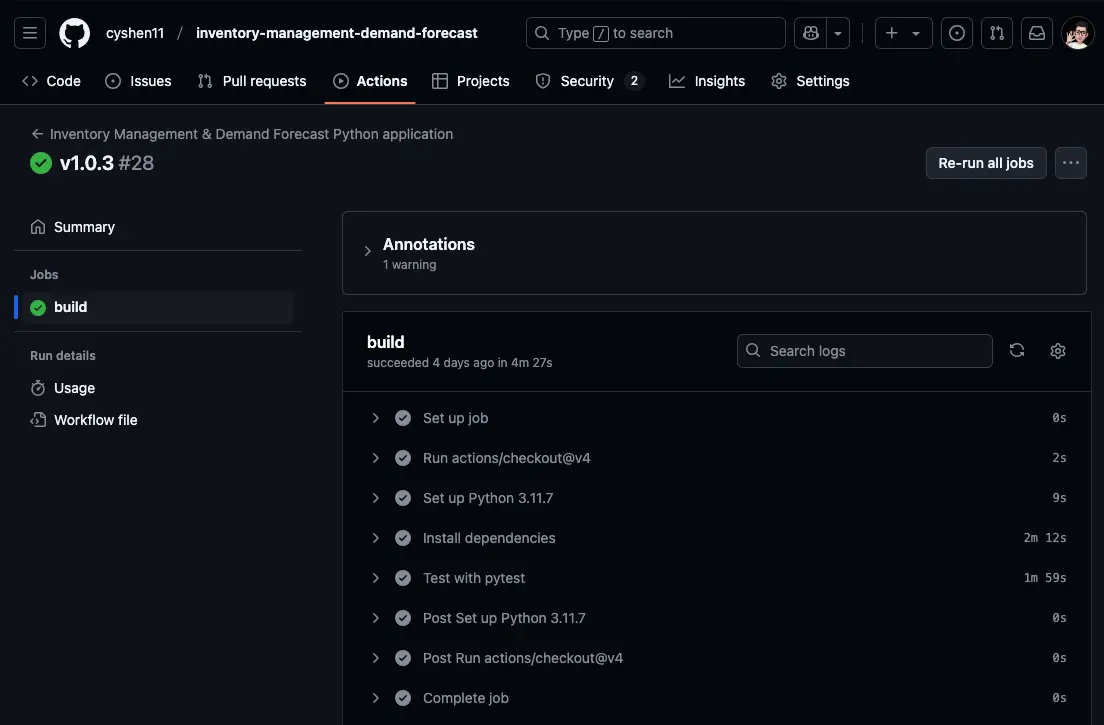 cyshen11 / inventory-management-demand-forecast
Type / to search
Code
Issues
Pull requests
Actions
Projects
Security 2
Insights
Settings
← Inventory Management & Demand Forecast Python application
v1.0.3 #28
Re-run all jobs
Summary
Jobs
build
Run details
Usage
Workflow file
Annotations
1 warning
build
succeeded 4 days ago in 4m 27s
Search logs
Set up job 0s
Run actions/checkout@v4 2s
Set up Python 3.11.7 9s
Install dependencies 2m 12s
Test with pytest 1m 59s
Post Set up Python 3.11.7 0s
Post Run actions/checkout@v4 0s
Complete job 0s